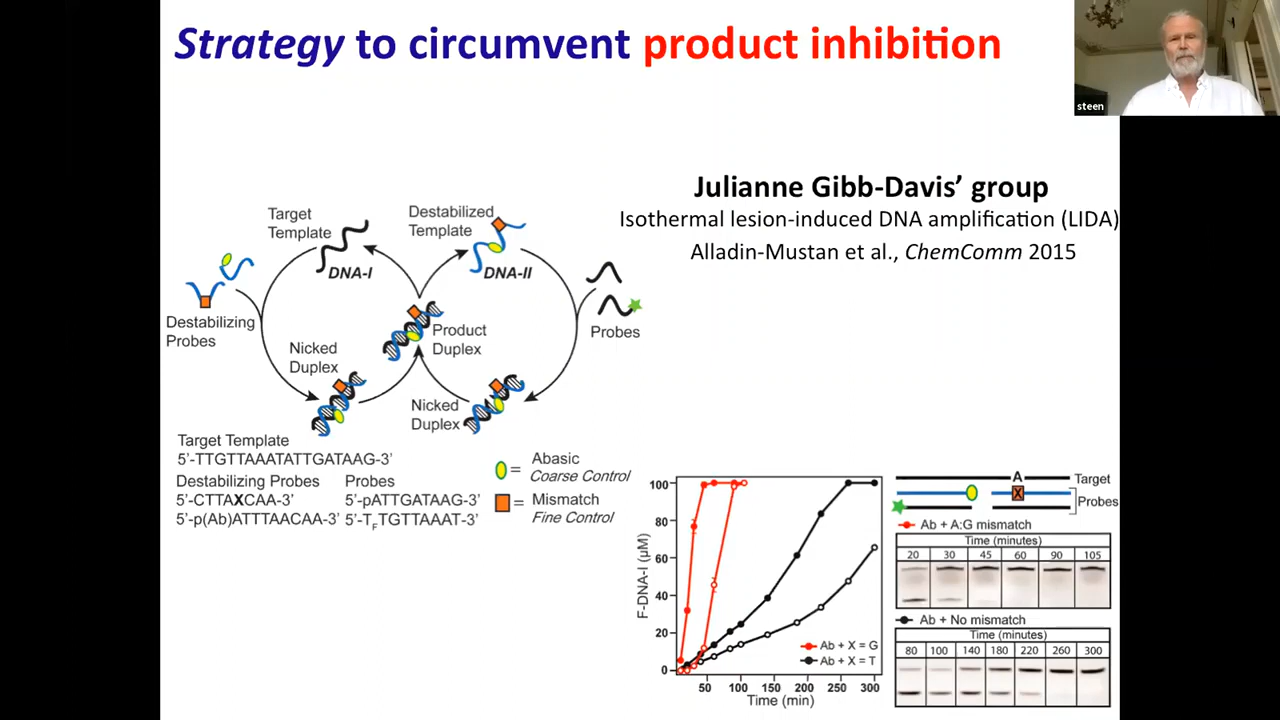 Strategy to circumvent product inhibition
steen
Julianne Gibb-Davis’ group
Isothermal lesion-induced DNA amplification (LIDA)
Alladin-Mustan et al., ChemComm 2015
Target
Template
DNA-I
Destabilized
Template
DNA-II
Destabilizing
Probes
Probes
Product
Duplex
Nicked
Duplex
Nicked
Duplex
Target Template
5'-TTGTTAAATATTGATAAG-3'
Destabilizing Probes
5'-CTTAXCAA-3'
5'-p(Ab)ATTTAACAA-3'
Probes
5'-pATTGATAAG-3'
5'-TFTGTTAAAT-3'
= Abasic
Coarse Control
= Mismatch
Fine Control
F-DNA-I (µM)
100
80
60
40
20
0
50 100 150 200 250 300
Time (min)
Ab + X = G
Ab + X = T
A
Target
X
Probes
Ab + A:G mismatch
Time (minutes)
20 30 45 60 90 105
Ab + No mismatch
Time (minutes)
80 100 140 180 220 260 300